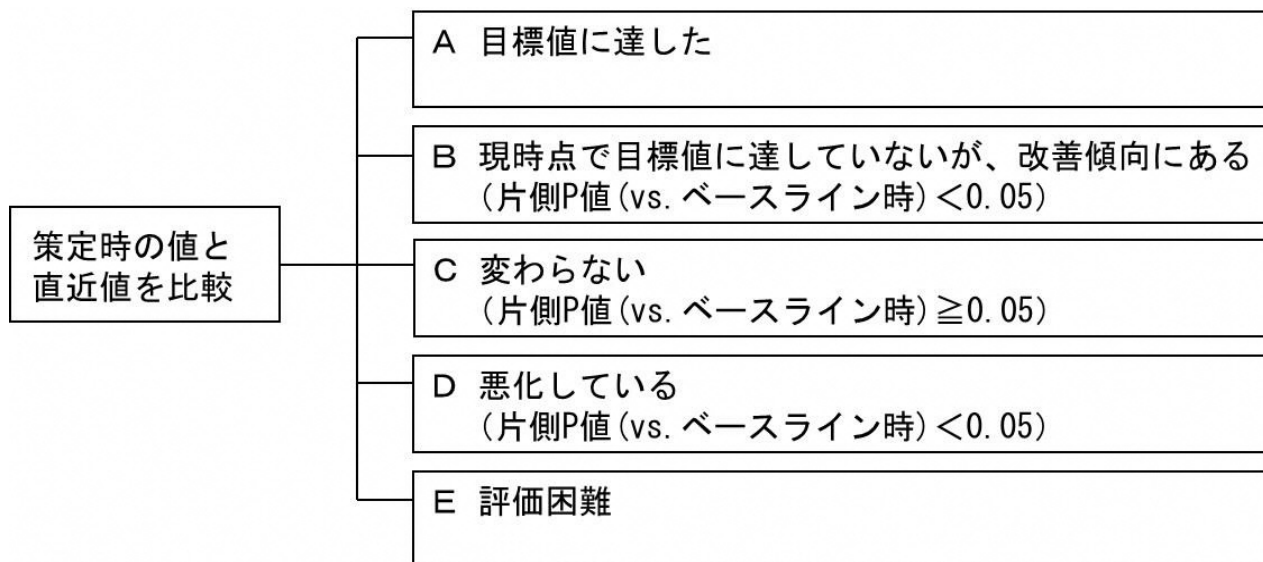 策定時の値と
直近値を比較
A 目標値に達した
B 現時点で目標値に達していないが、改善傾向にある
(片側P値(vs. ベースライン時)<0.05)
C 変わらない
(片側P値(vs. ベースライン時)≧0.05)
D 悪化している
(片側P値(vs. ベースライン時)<0.05)
E 評価困難